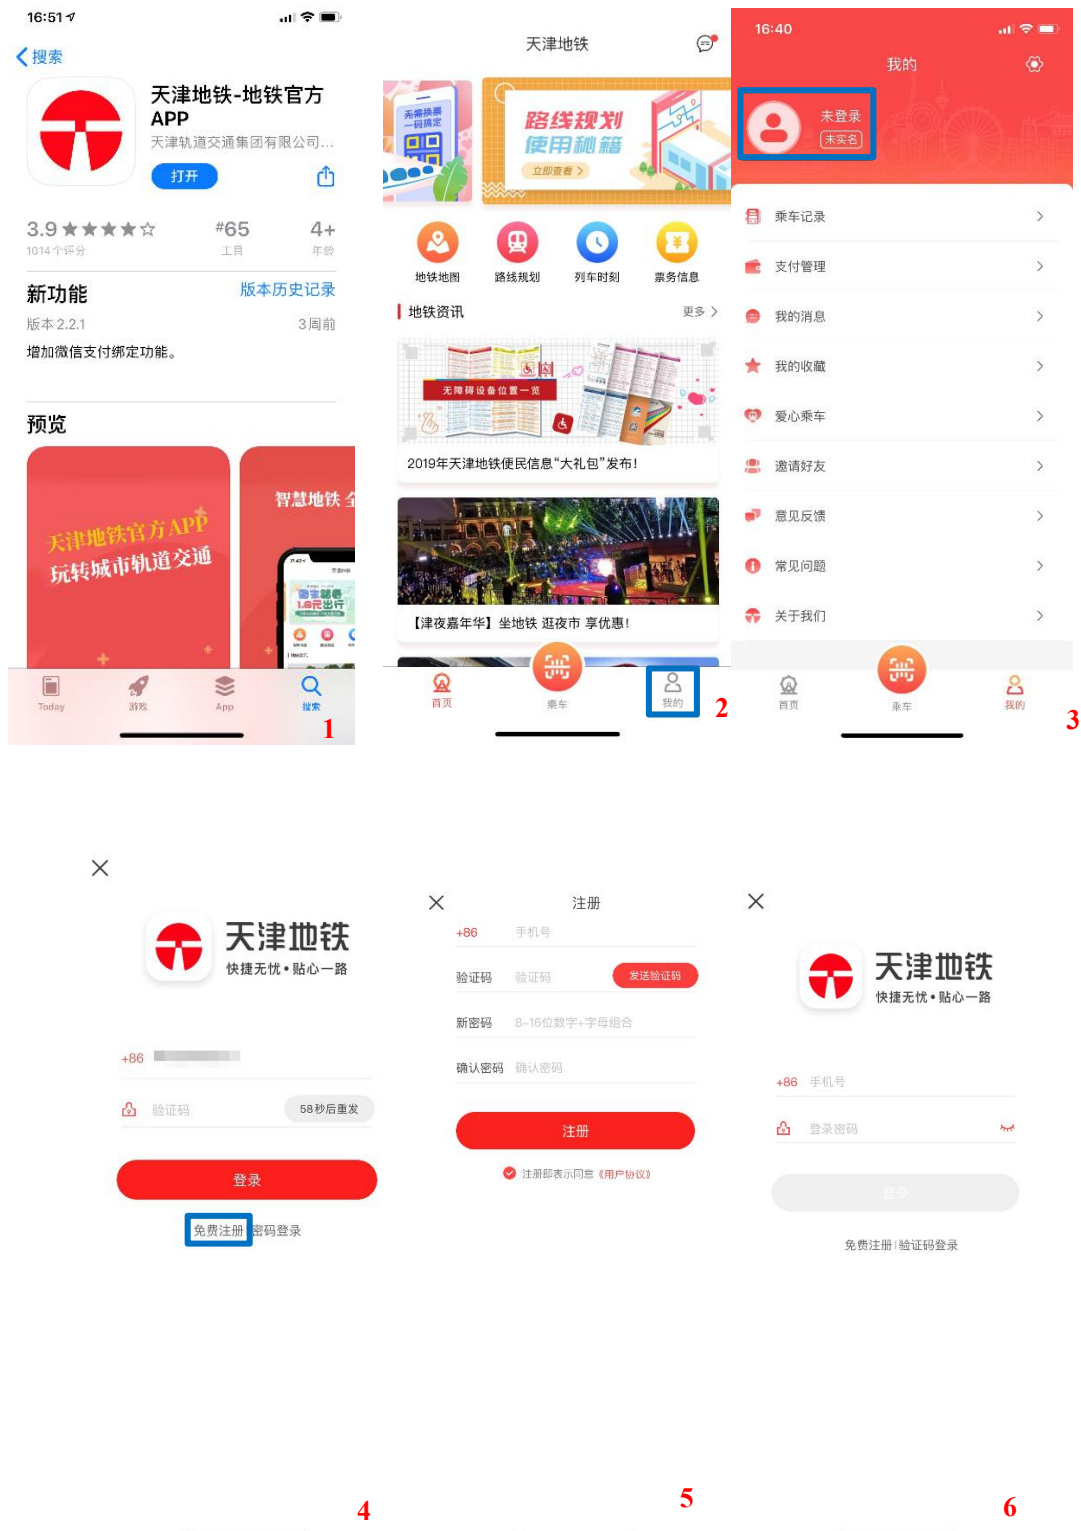 16:51
搜索
天津地铁-地铁官方
APP
天津轨道交通集团有限公司...
打开
3.9 ★★★★☆
#65
4+
1014个评分
工具
年龄
新功能
版本历史记录
版本 2.2.1
3周前
增加微信支付绑定功能。
预览
天津地铁官方APP
玩转城市轨道交通
智慧地铁 全
Today
游戏
App
搜索
1
天津地铁
无需换票
一码搞定
路线规划
使用秘籍
立即查看 >
地铁地图
路线规划
列车时刻
票务信息
地铁资讯
更多 >
无障碍设备位置一览
2019年天津地铁便民信息“大礼包”发布!
【津夜嘉年华】坐地铁 逛夜市 享优惠!
首页
乘车
我的
2
16:40
我的
未登录
未实名
乘车记录
支付管理
我的消息
我的收藏
爱心乘车
邀请好友
意见反馈
常见问题
关于我们
首页
乘车
我的
3
天津地铁
快捷无忧•贴心一路
+86
验证码
58秒后重发
登录
免费注册 密码登录
4
注册
+86 手机号
验证码 验证码 发送验证码
新密码 8-16位数字+字母组合
确认密码 确认密码
注册
注册即表示同意《用户协议》
5
天津地铁
快捷无忧•贴心一路
+86 手机号
登录密码
登录
免费注册|验证码登录
6